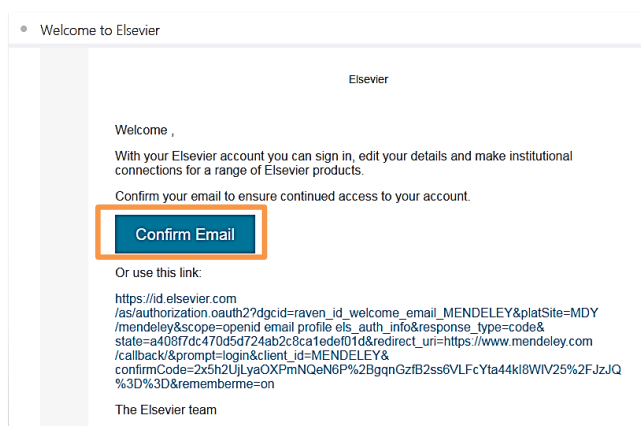 Welcome to Elsevier
Elsevier
Welcome ,
With your Elsevier account you can sign in, edit your details and make institutional
connections for a range of Elsevier products.
Confirm your email to ensure continued access to your account.
Confirm Email
Or use this link:
https://id.elsevier.com
/as/authorization.oauth2?dgcid=raven_id_welcome_email_MENDELEY&platSite=MDY
/mendeley&scope=openid email profile els_auth_info&response_type=code&
state=a408f7dc470d5d724ab2c8ca1edef01d&redirect_uri=https://www.mendeley.com
/callback/&prompt=login&client_id=MENDELEY&
confirmCode=2x5h2UjLyaOXPmNQeN6P%2BgqnGzfB2ss6VLFcYta44kI8WIV25%2FJzJQ
%3D%3D&rememberme=on
The Elsevier team